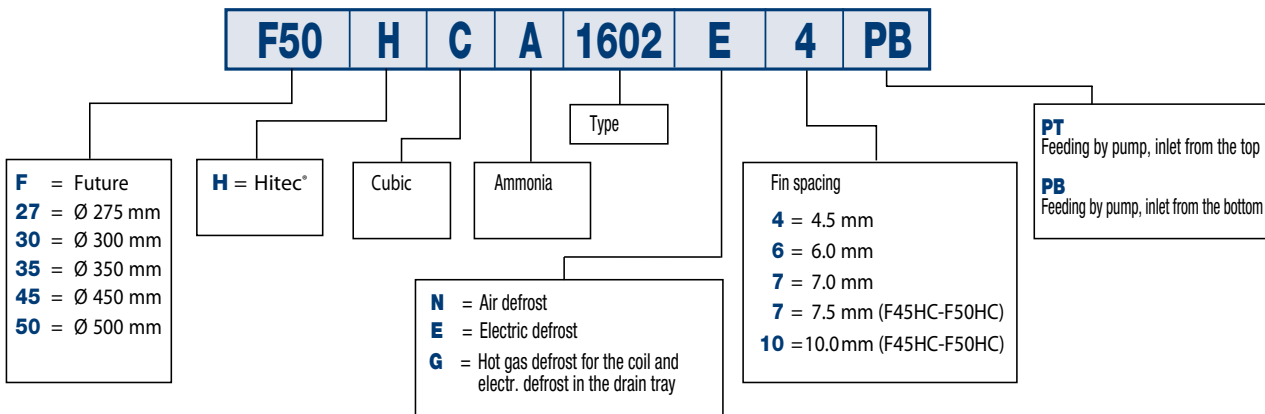 F50 H C A 1602 E 4 PB
Type
PT
Feeding by pump, inlet from the top
PB
Feeding by pump, inlet from the bottom
F = Future
27 = Ø 275 mm
30 = Ø 300 mm
35 = Ø 350 mm
45 = Ø 450 mm
50 = Ø 500 mm
H = Hitec®
Cubic
Ammonia
Fin spacing
4 = 4.5 mm
6 = 6.0 mm
7 = 7.0 mm
7 = 7.5 mm (F45HC-F50HC)
10 =10.0 mm (F45HC-F50HC)
N = Air defrost
E = Electric defrost
G = Hot gas defrost for the coil and
electr. defrost in the drain tray